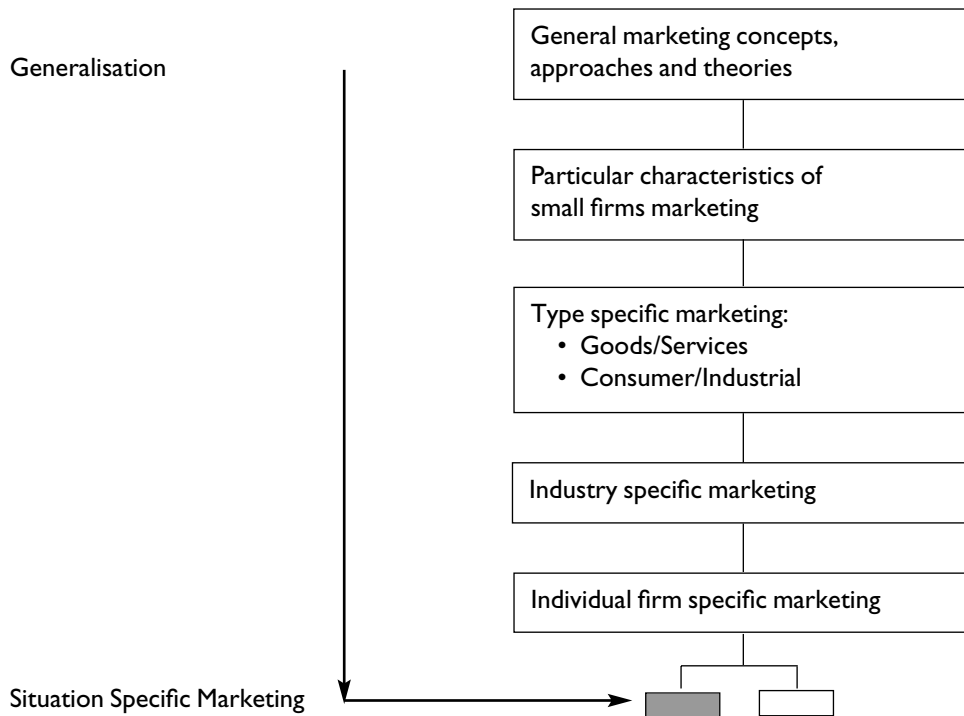 Generalisation
General marketing concepts,
approaches and theories
Particular characteristics of
small firms marketing
Type specific marketing:
• Goods/Services
• Consumer/Industrial
Industry specific marketing
Individual firm specific marketing
Situation Specific Marketing